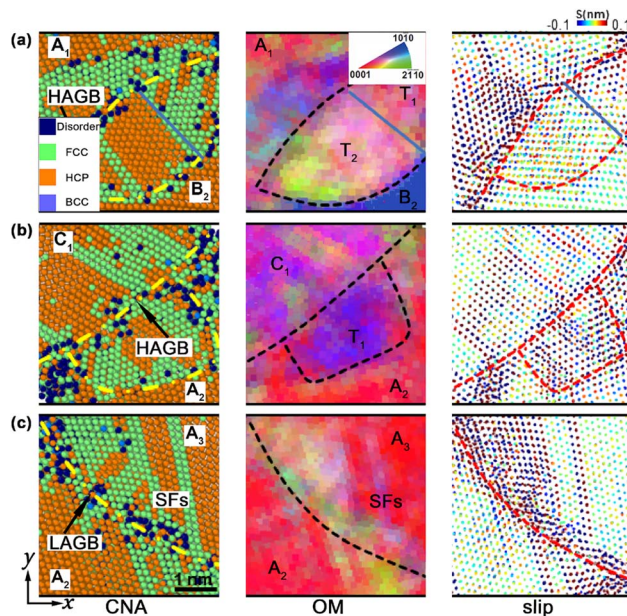 S(nm)
-0.1 0.1
(a) A1 A1 1010
HAGB 0001 2110
T1
Disorder
FCC T2
HCP
BCC B2 B2
(b) C1 C1
T1
HAGB
A2 A2
(c) A3 A3
SFs SFs
LAGB
y A2 A2
1 nm
x CNA OM slip